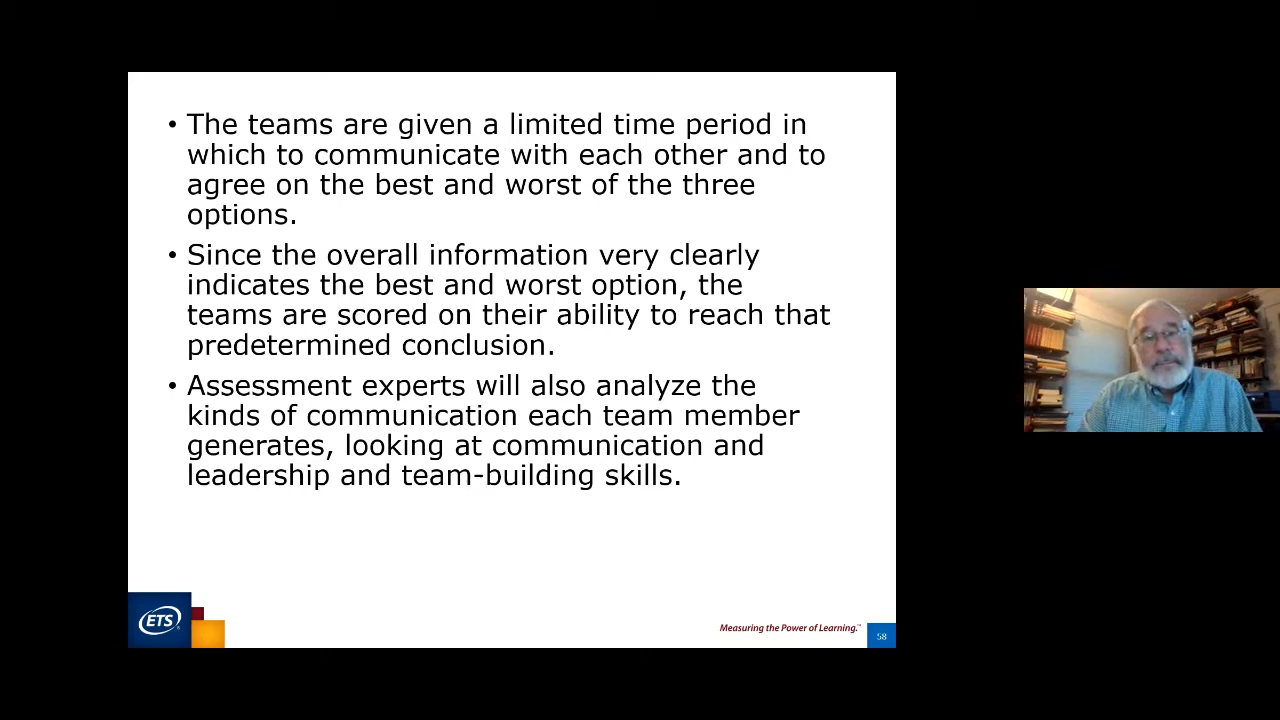 • The teams are given a limited time period in
which to communicate with each other and to
agree on the best and worst of the three
options.
• Since the overall information very clearly
indicates the best and worst option, the
teams are scored on their ability to reach that
predetermined conclusion.
• Assessment experts will also analyze the
kinds of communication each team member
generates, looking at communication and
leadership and team-building skills.
ETS
Measuring the Power of Learning.™
58